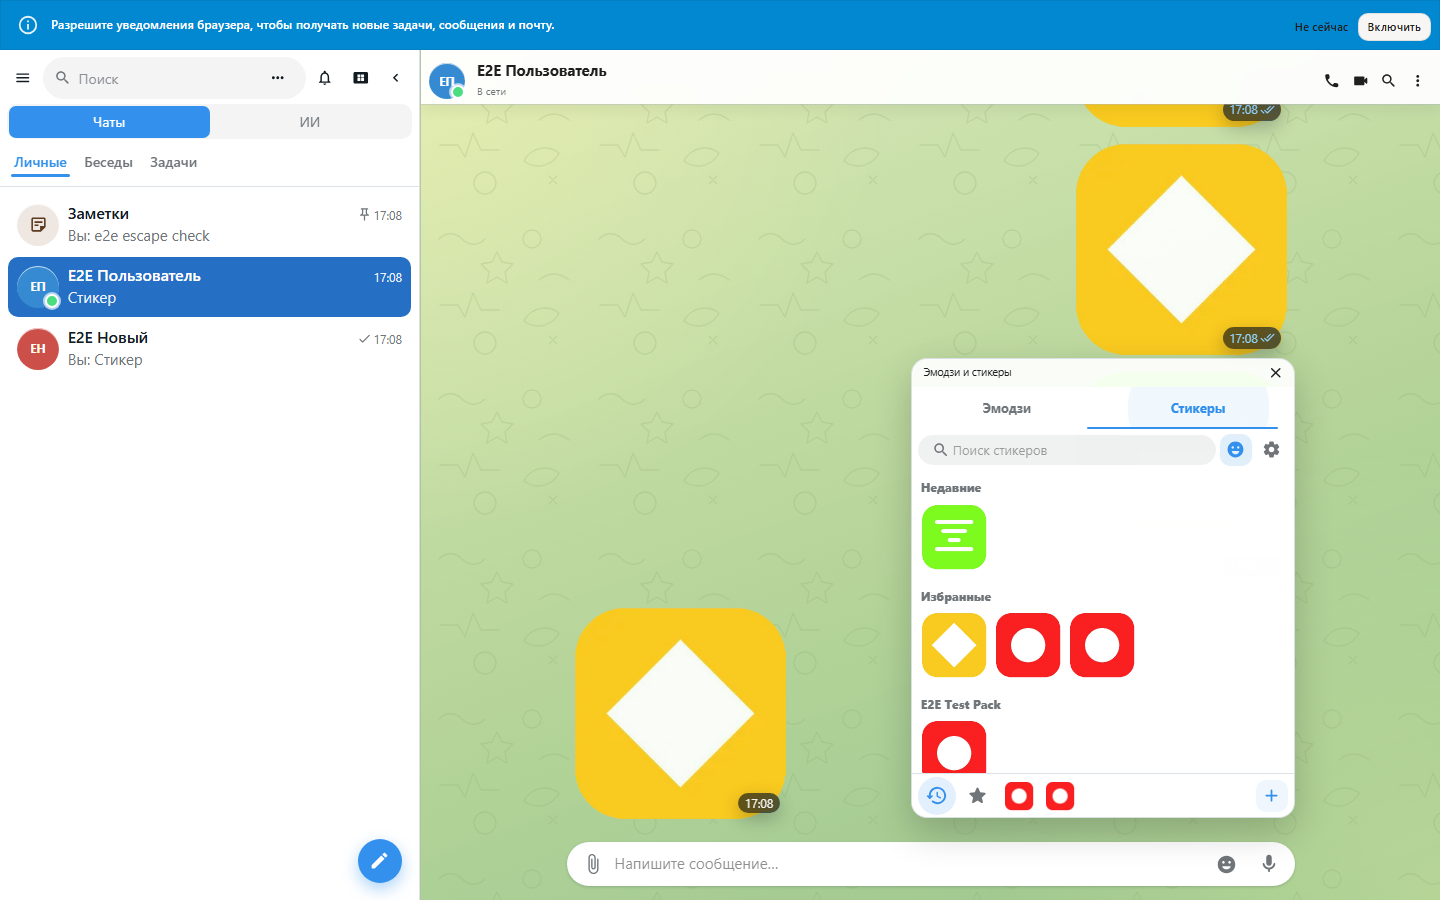 Разрешите уведомления браузера, чтобы получать новые задачи, сообщения и почту.
Не сейчас
Включить
Поиск
Чаты
ИИ
Личные
Беседы
Задачи
Заметки
17:08
Вы: e2e escape check
ЕП
E2E Пользователь
17:08
Стикер
ЕН
E2E Новый
17:08
Вы: Стикер
ЕП
E2E Пользователь
В сети
17:08
17:08
17:08
Эмодзи и стикеры
Эмодзи
Стикеры
Поиск стикеров
Недавние
Избранные
E2E Test Pack
Напишите сообщение...